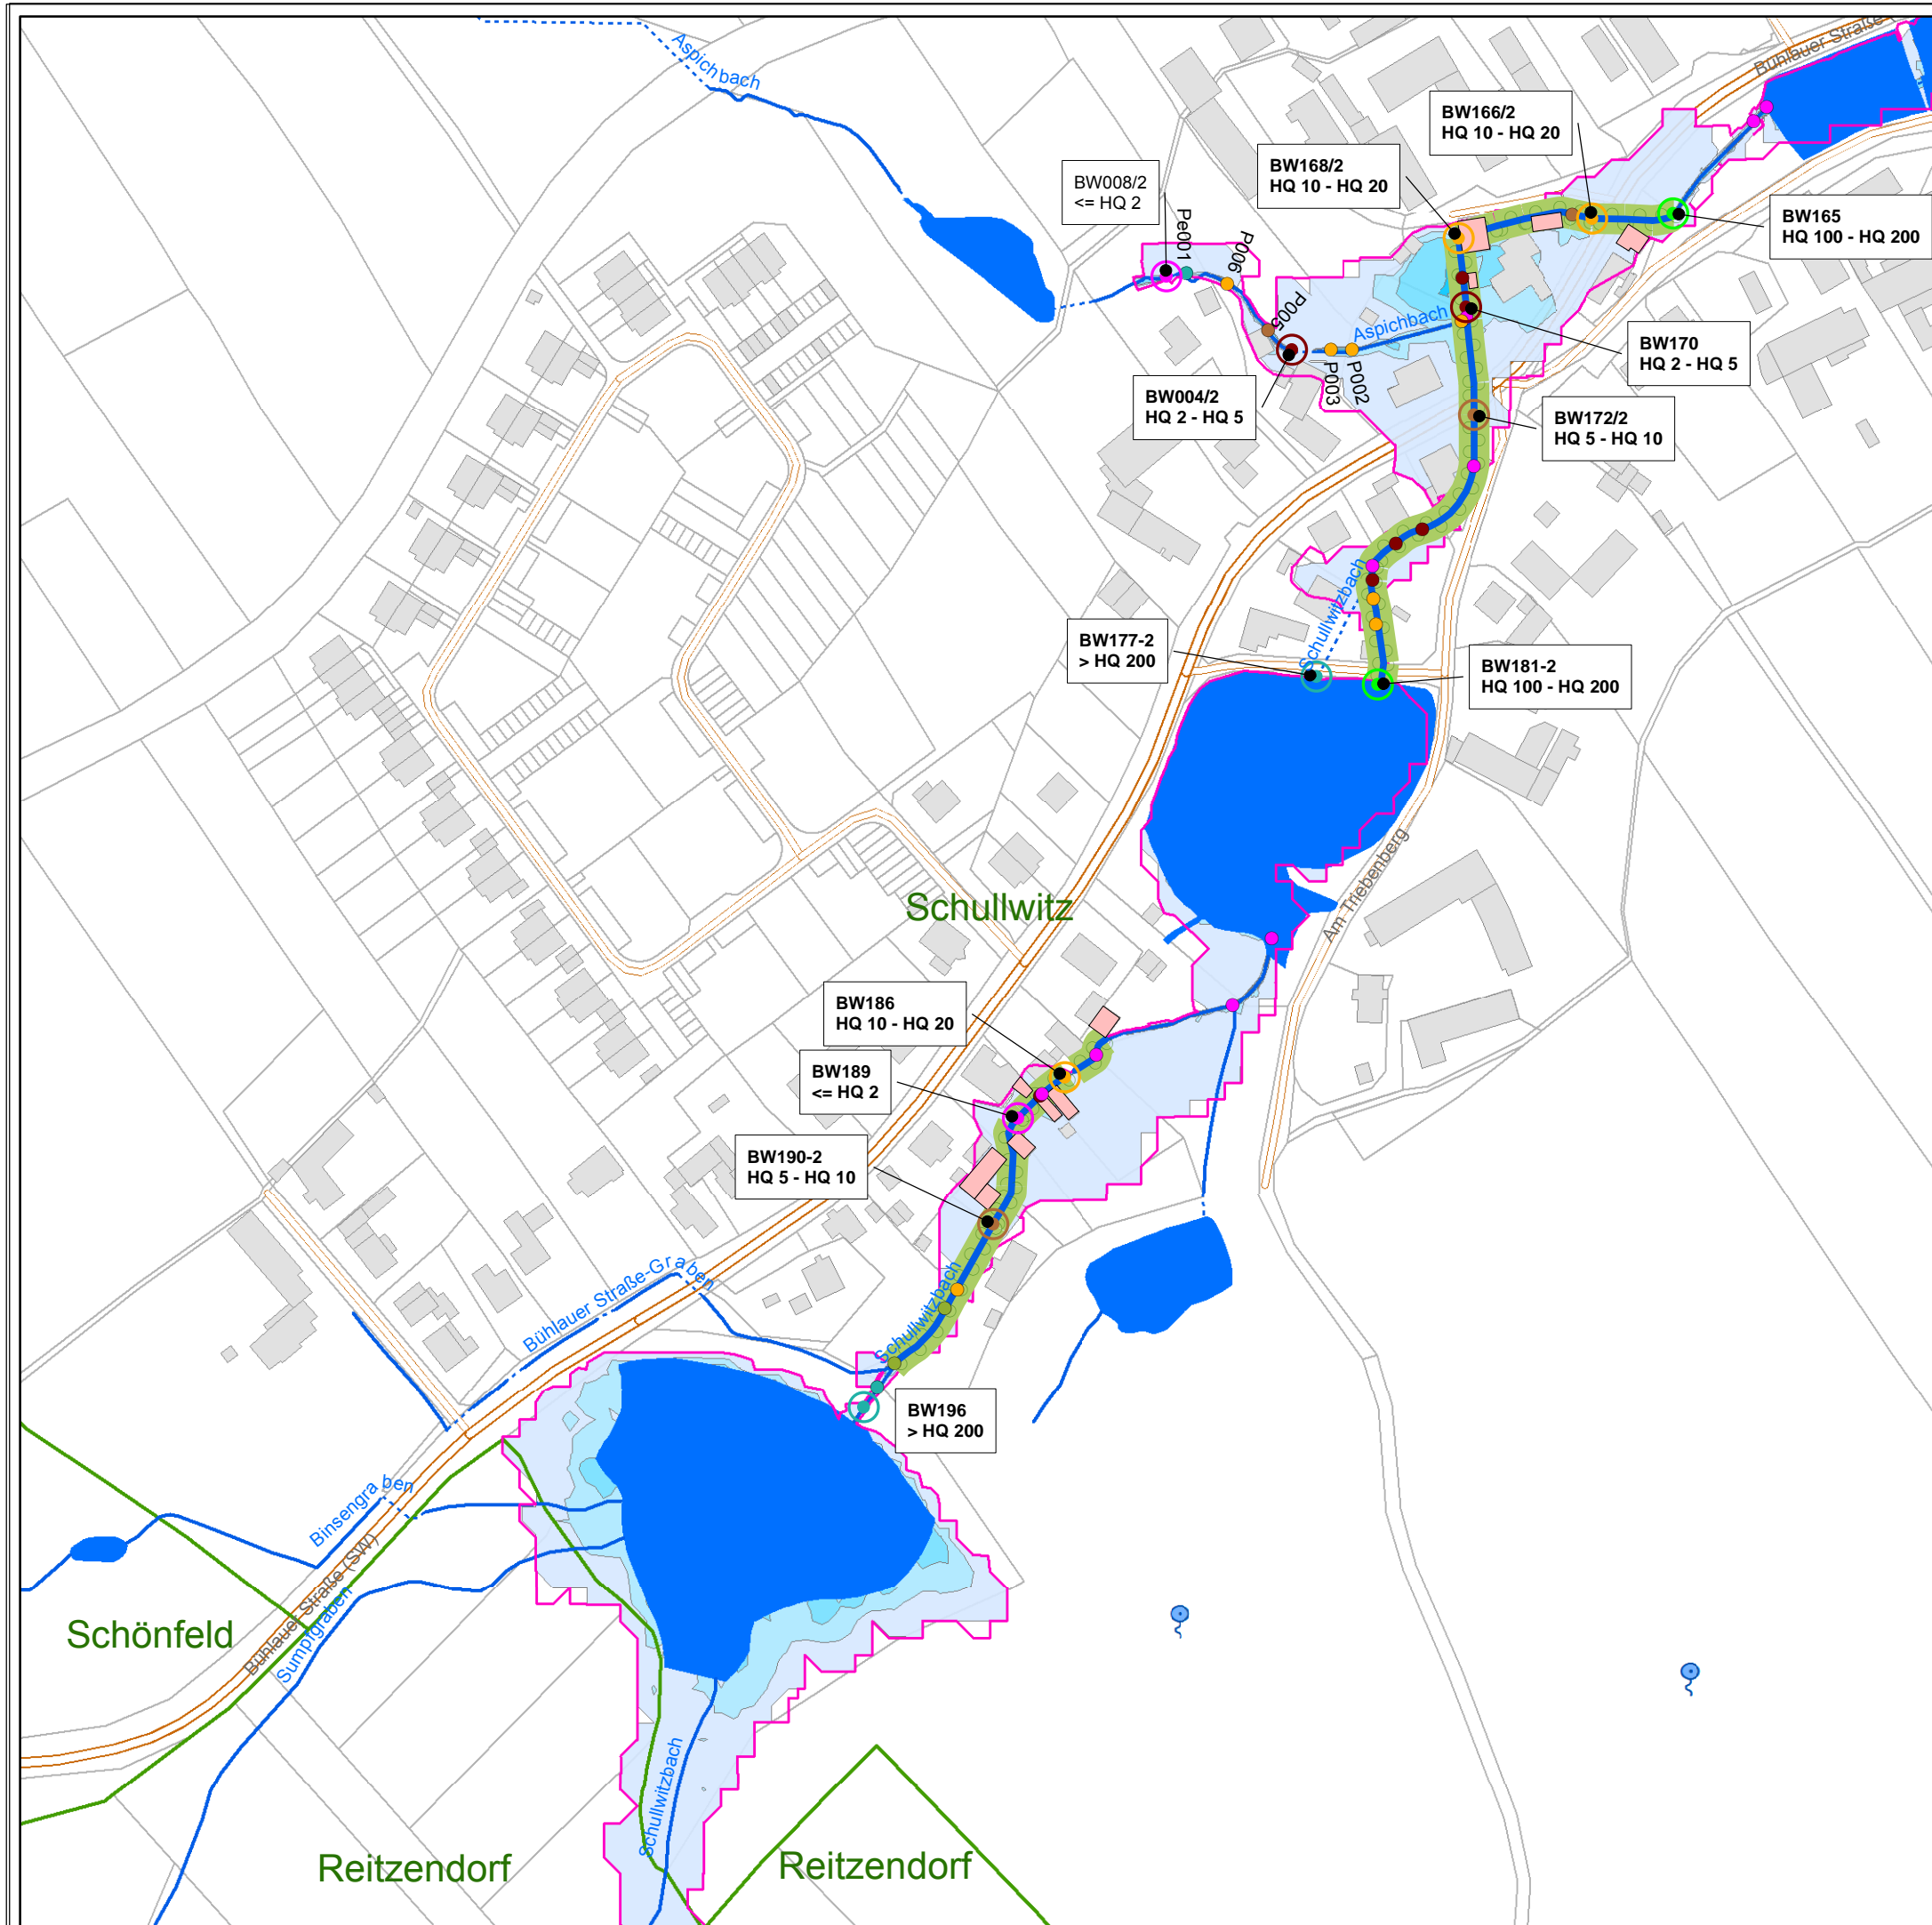 Aspichbach
Bühlauer Straße
BW166/2
HQ 10 - HQ 20
BW168/2
HQ 10 - HQ 20
BW008/2
<= HQ 2
BW165
HQ 100 - HQ 200
Pe001
P006
P005
Aspichbach
BW170
HQ 2 - HQ 5
P003
P002
BW004/2
HQ 2 - HQ 5
BW172/2
HQ 5 - HQ 10
Schullwitzbach
BW177-2
> HQ 200
BW181-2
HQ 100 - HQ 200
Am Triebenberg
Schullwitz
BW186
HQ 10 - HQ 20
BW189
<= HQ 2
BW190-2
HQ 5 - HQ 10
Bühlauer Straße-Graben
Schullwitzbach
BW196
> HQ 200
Binsengraben
Bühlauer Straße (SW)
Sumpfgraben
Schönfeld
Schullwitzbach
Reitzendorf
Reitzendorf